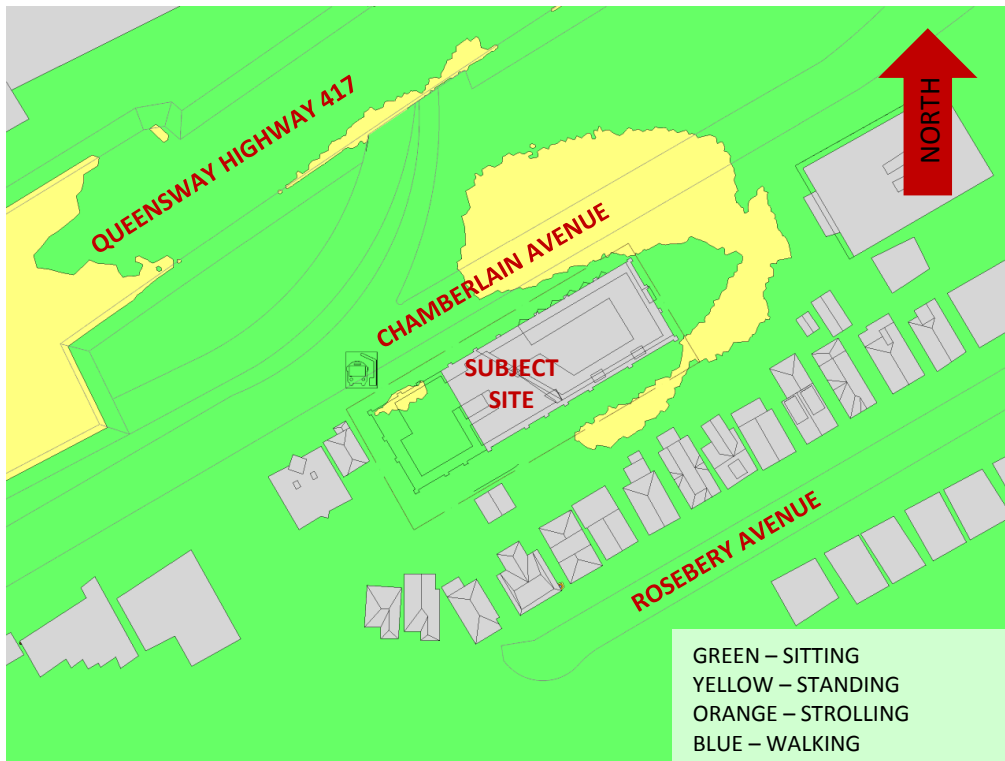 QUEENSWAY HIGHWAY 417
NORTH
CHAMBERLAIN AVENUE
SUBJECT
SITE
ROSEBERY AVENUE
GREEN – SITTING
YELLOW – STANDING
ORANGE – STROLLING
BLUE – WALKING